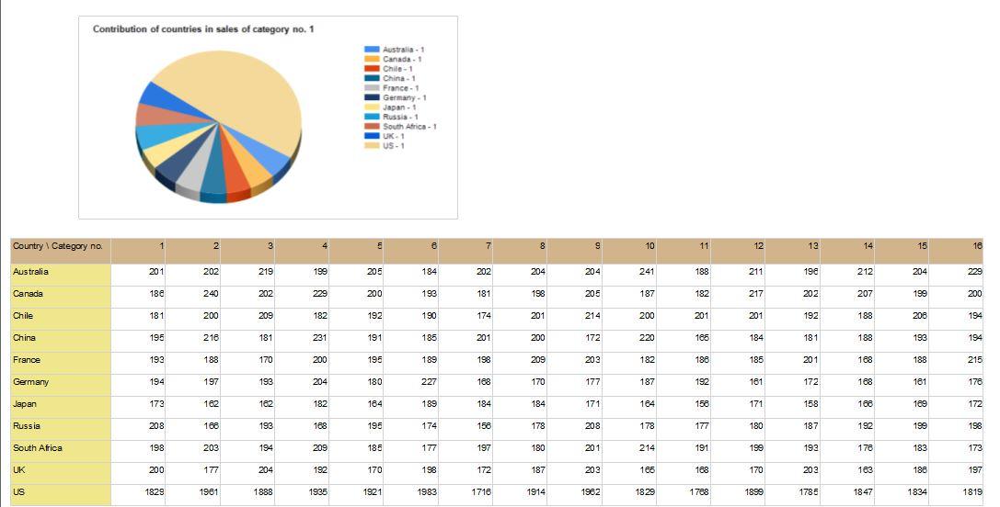 Contribution of countries in sales of category no. 1
Australia - 1
Canada - 1
Chile - 1
China - 1
France - 1
Germany - 1
Japan - 1
Russia - 1
South Africa - 1
UK - 1
US - 1
Country \ Category no. 1 2 3 4 5 6 7 8 9 10 11 12 13 14 15 16
Australia 201 202 219 199 205 184 202 204 204 241 188 211 196 212 204 229
Canada 186 240 202 229 200 193 181 198 205 187 182 217 202 207 199 200
Chile 181 200 209 182 192 190 174 201 214 200 201 201 192 188 206 194
China 195 216 181 231 191 185 201 200 172 220 165 184 181 188 193 194
France 193 188 170 200 195 189 198 209 203 182 186 185 201 168 188 215
Germany 194 197 193 204 180 227 168 170 177 187 192 161 172 168 161 176
Japan 173 162 162 182 164 189 184 184 171 164 156 171 158 166 169 172
Russia 208 166 193 168 195 174 156 178 208 178 177 180 187 192 199 198
South Africa 198 203 194 209 185 177 197 180 201 214 191 199 193 176 183 173
UK 200 177 204 192 170 198 172 187 203 165 168 170 203 163 186 197
US 1829 1961 1888 1935 1921 1983 1716 1914 1962 1829 1768 1899 1785 1847 1834 1819